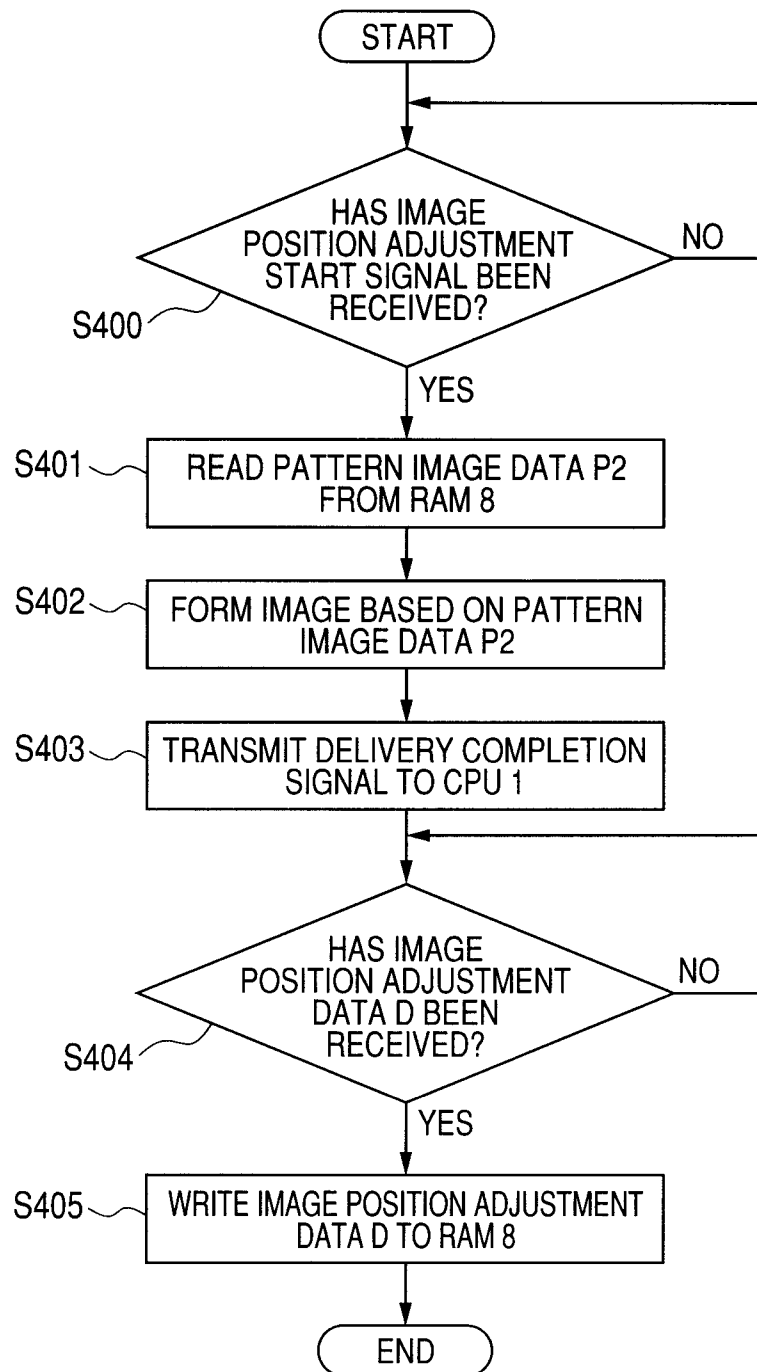 START
HAS IMAGE
POSITION ADJUSTMENT
START SIGNAL BEEN
RECEIVED?
NO
S400
YES
S401
READ PATTERN IMAGE DATA P2
FROM RAM 8
S402
FORM IMAGE BASED ON PATTERN
IMAGE DATA P2
S403
TRANSMIT DELIVERY COMPLETION
SIGNAL TO CPU 1
HAS IMAGE
POSITION ADJUSTMENT
DATA D BEEN
RECEIVED?
NO
S404
YES
S405
WRITE IMAGE POSITION ADJUSTMENT
DATA D TO RAM 8
END